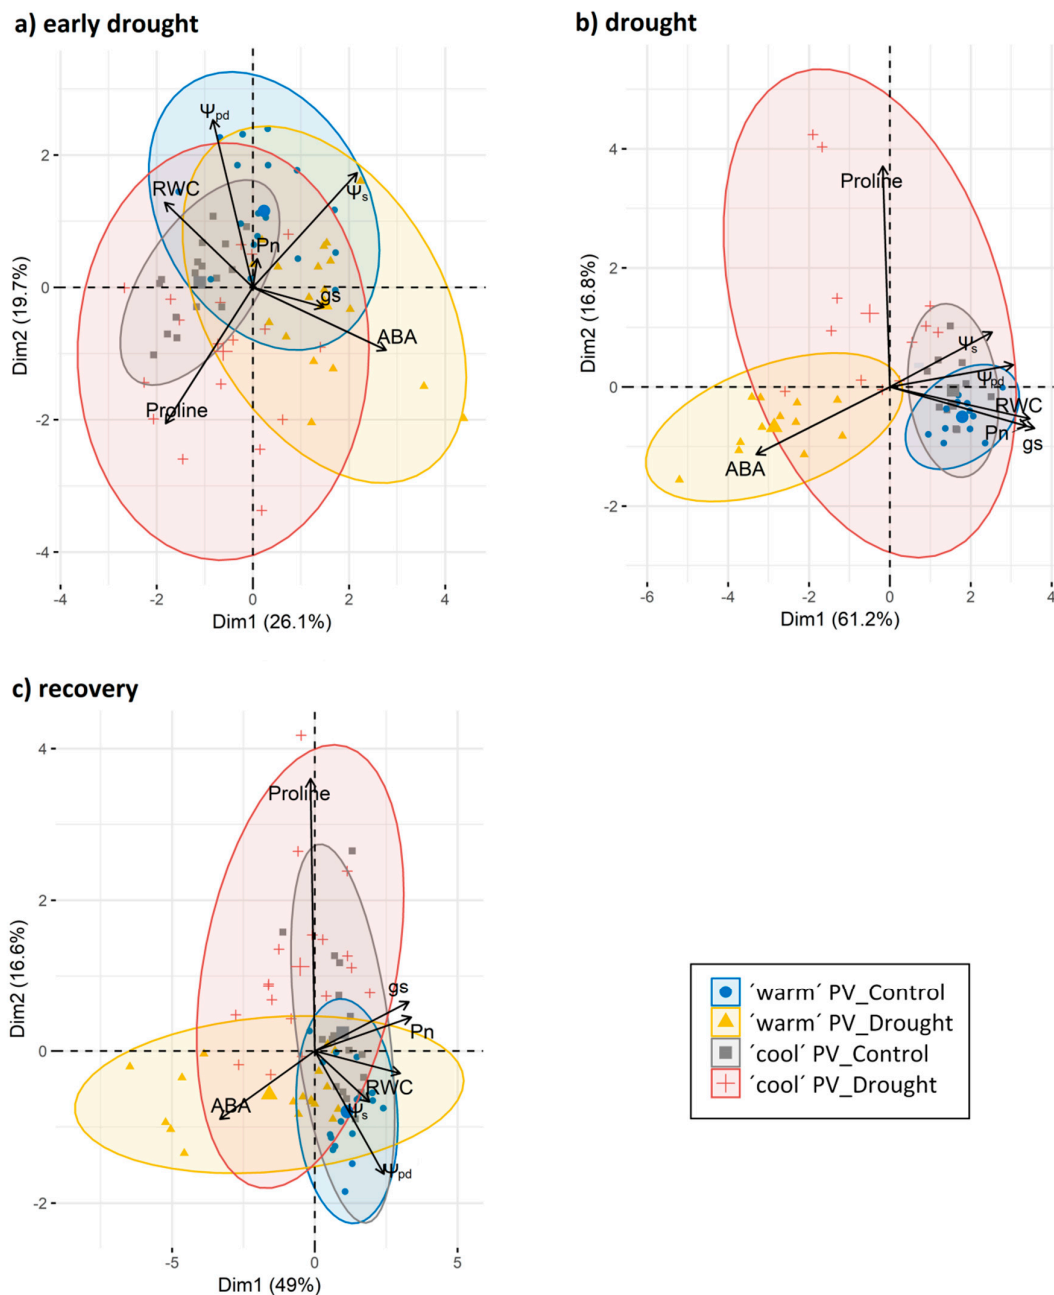 a) early drought
Ψpd
RWC
Ψs
Pn
gs
ABA
Proline
2
0
-2
-4
-4
-2
0
2
4
Dim1 (26.1%)
Dim2 (19.7%)
b) drought
Proline
Ψs
Ψpd
RWC
Pn
gs
ABA
4
2
0
-2
-6
-4
-2
0
2
4
Dim1 (61.2%)
Dim2 (16.8%)
c) recovery
Proline
gs
Pn
RWC
Ψs
Ψpd
ABA
4
2
0
-2
-5
0
5
Dim1 (49%)
Dim2 (16.6%)
´warm´ PV_Control
´warm´ PV_Drought
´cool´ PV_Control
´cool´ PV_Drought